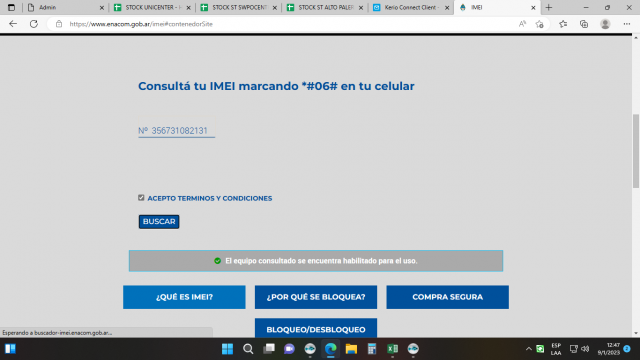 Admin
STOCK UNICENTER -
STOCK ST SWPOCENT
STOCK ST ALTO PALER
Kerio Connect Client -
IMEI
https://www.enacom.gob.ar/imei#contenedorSite
Consultá tu IMEI marcando *#06# en tu celular
Nº 356731082131
ACEPTO TERMINOS Y CONDICIONES
BUSCAR
El equipo consultado se encuentra habilitado para el uso.
¿QUÉ ES IMEI?
¿POR QUÉ SE BLOQUEA?
COMPRA SEGURA
BLOQUEO/DESBLOQUEO
Esperando a buscador-imei.enacom.gob.ar...
ESP
LAA
12:47
9/1/2023